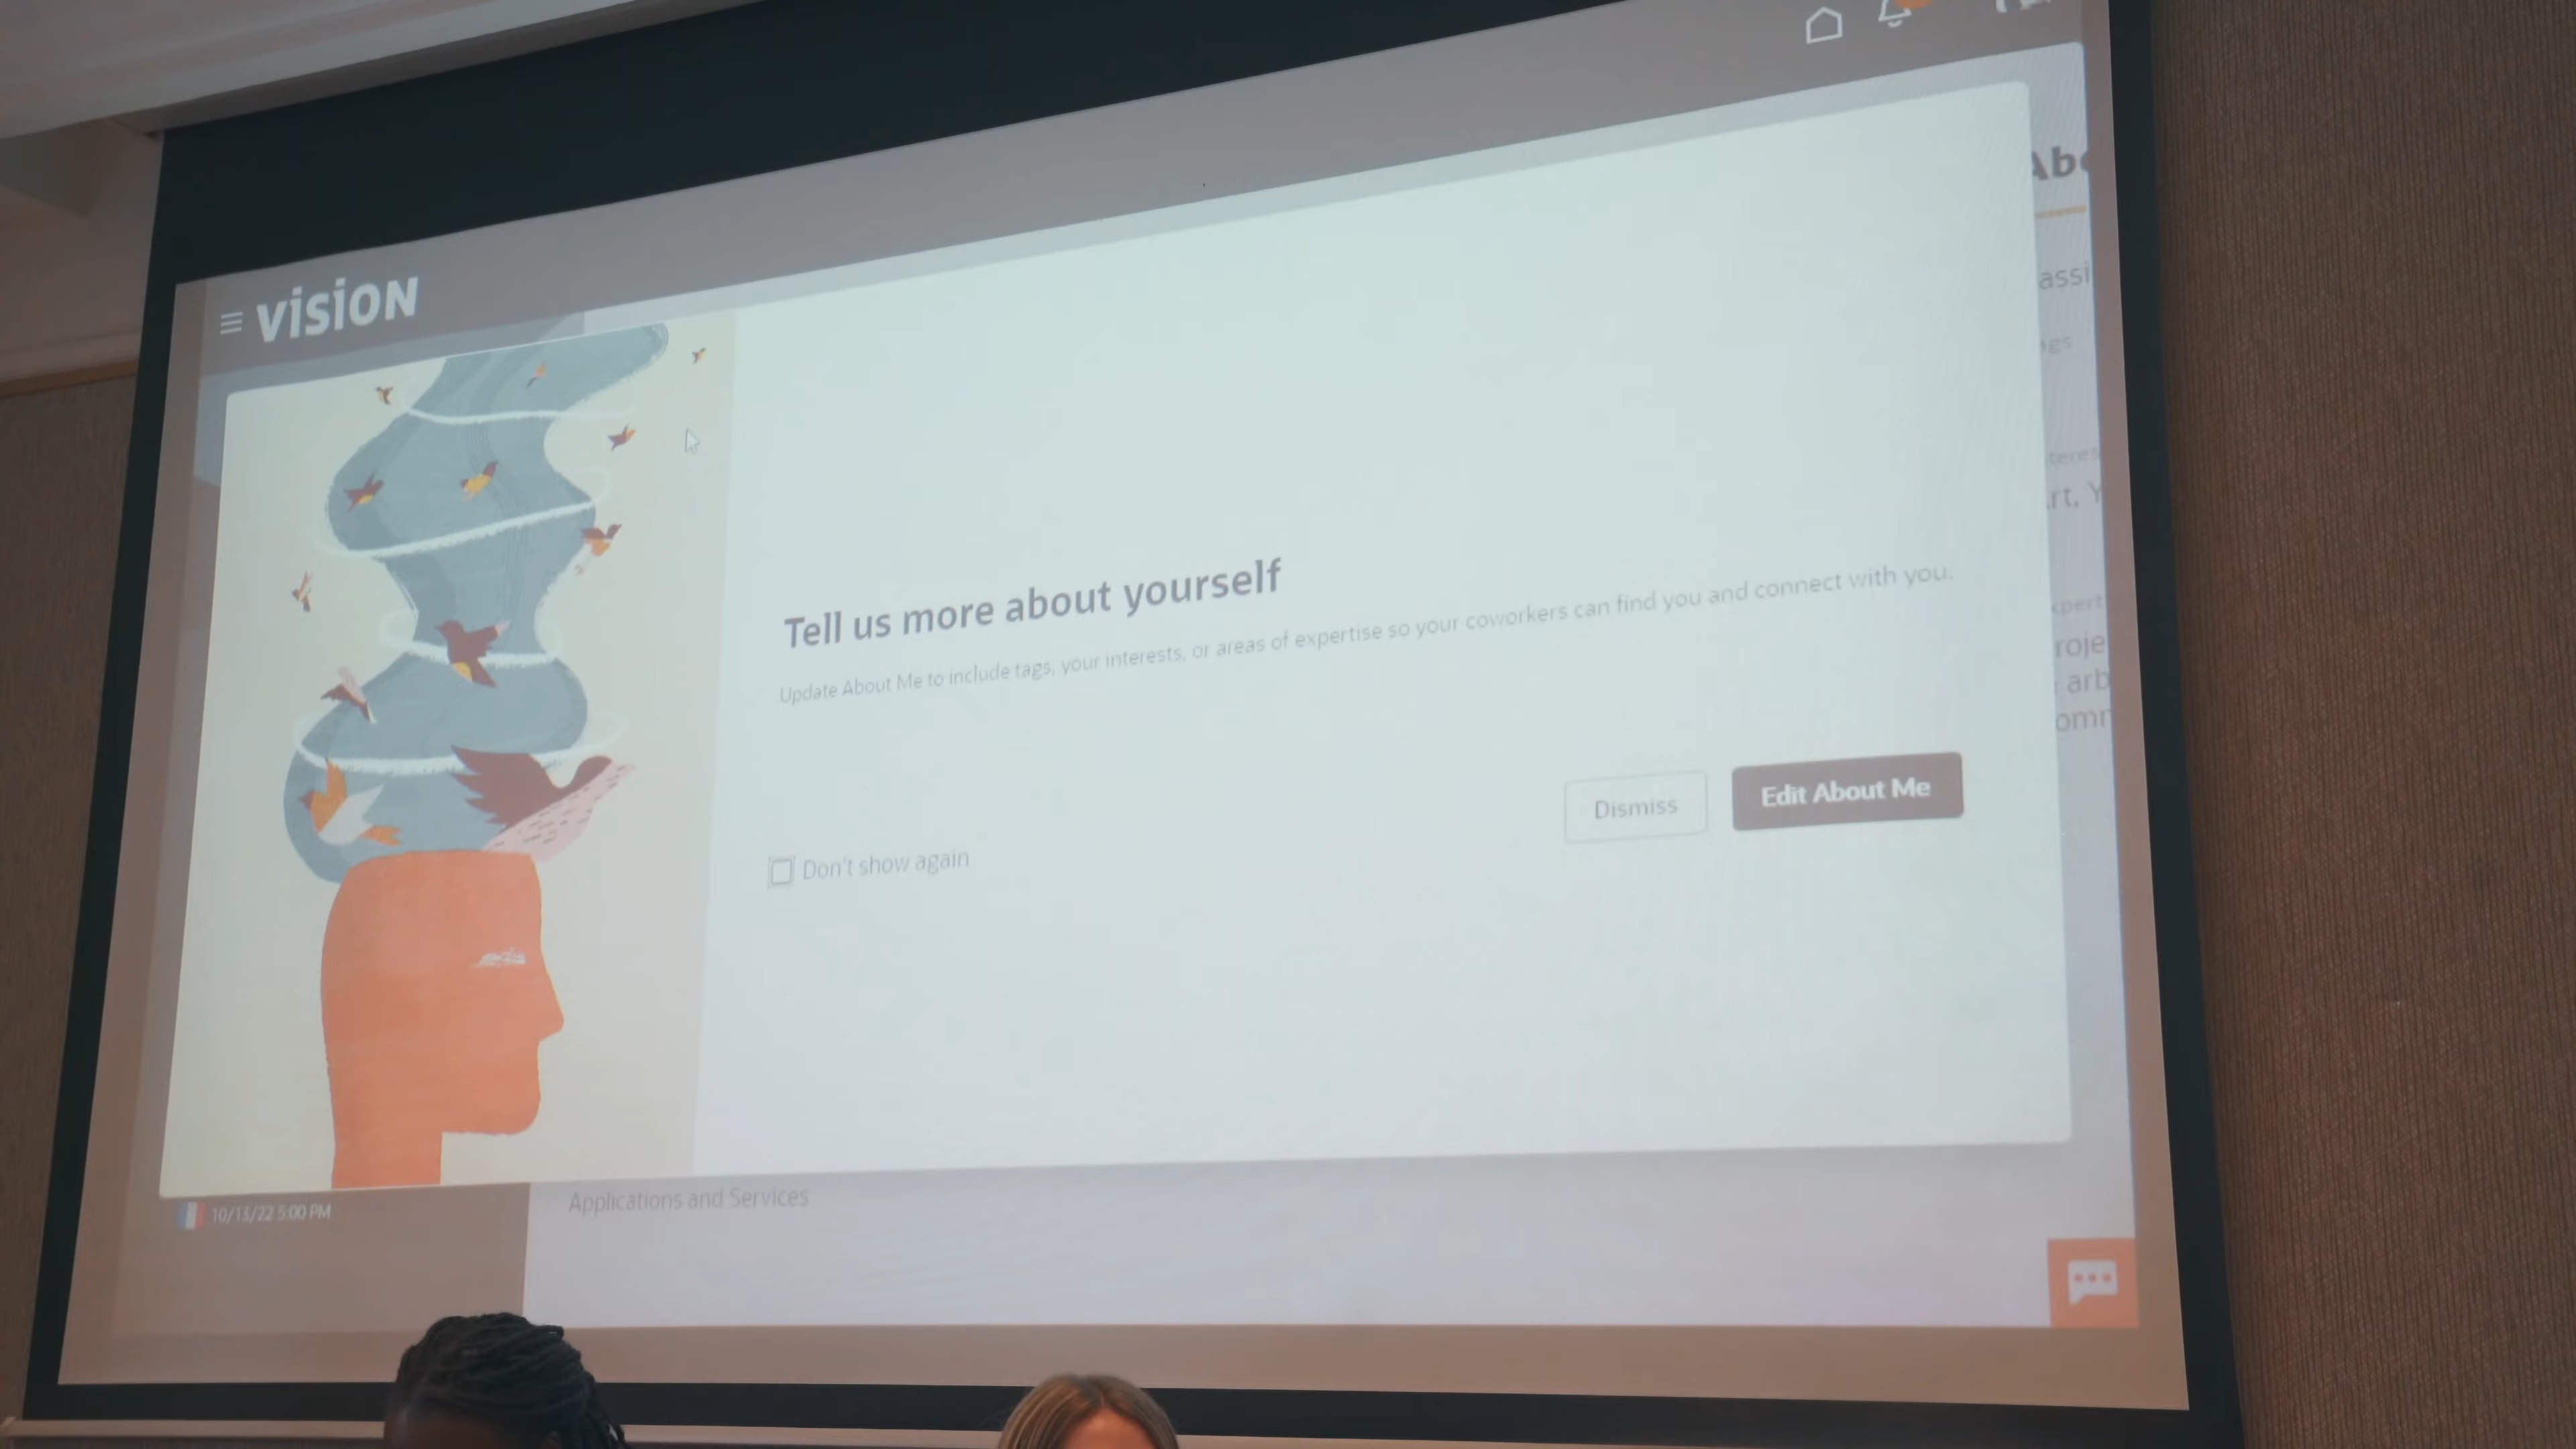 vision
Tell us more about yourself
Update About Me to include tags, your interests, or areas of expertise so your coworkers can find you and connect with you.
Dismiss
Edit About Me
Don't show again
10/13/22 5:00 PM
Applications and Services